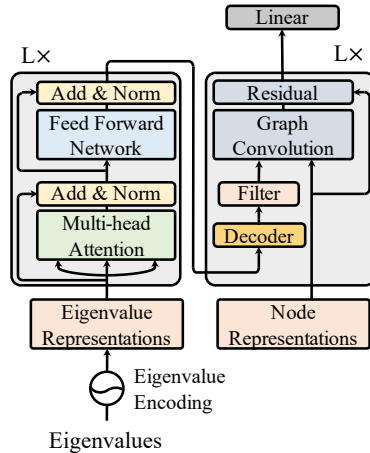 Linear
L×
L×
Add & Norm
Feed Forward
Network
Add & Norm
Multi-head
Attention
Residual
Graph
Convolution
Filter
Decoder
Eigenvalue
Representations
Node
Representations
Eigenvalue
Encoding
Eigenvalues